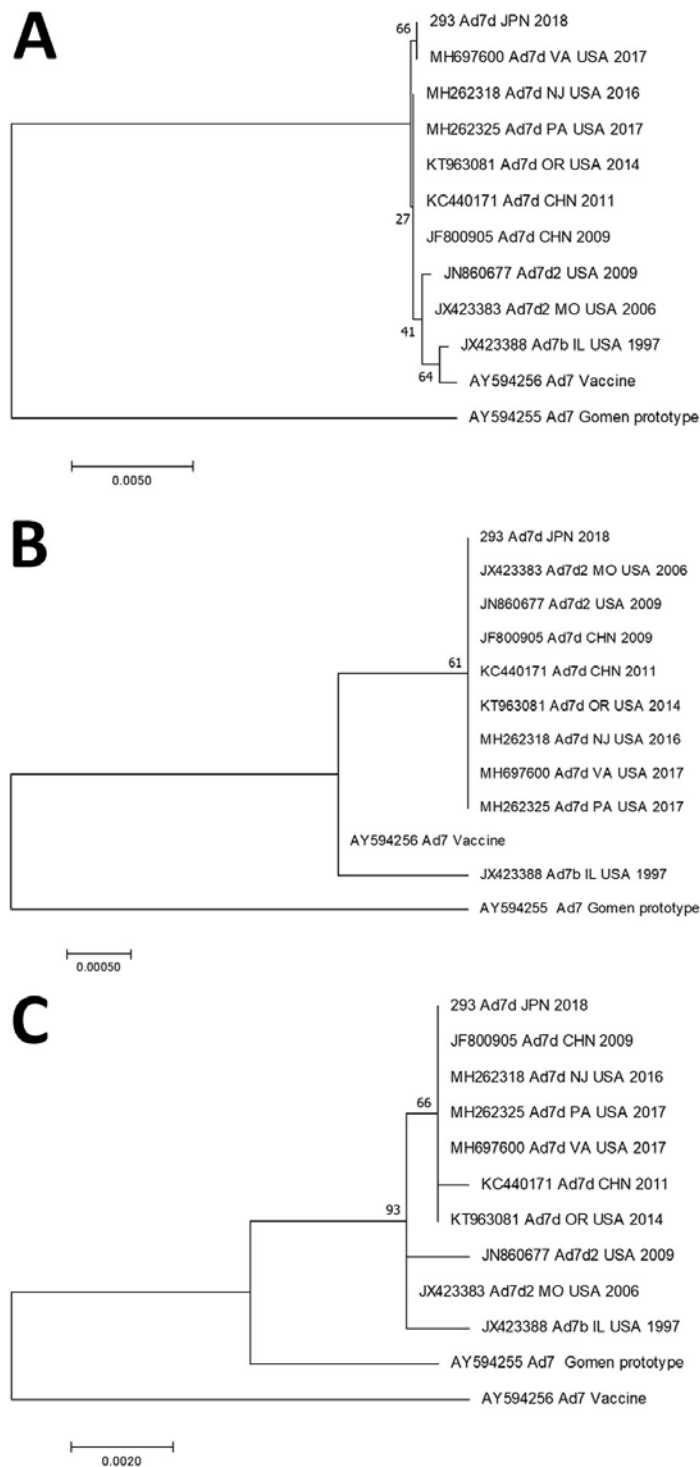 A
66
293 Ad7d JPN 2018
MH697600 Ad7d VA USA 2017
MH262318 Ad7d NJ USA 2016
MH262325 Ad7d PA USA 2017
KT963081 Ad7d OR USA 2014
KC440171 Ad7d CHN 2011
27
JF800905 Ad7d CHN 2009
JN860677 Ad7d2 USA 2009
JX423383 Ad7d2 MO USA 2006
41
JX423388 Ad7b IL USA 1997
64
AY594256 Ad7 Vaccine
AY594255 Ad7 Gomen prototype
0.0050
B
293 Ad7d JPN 2018
JX423383 Ad7d2 MO USA 2006
JN860677 Ad7d2 USA 2009
JF800905 Ad7d CHN 2009
61
KC440171 Ad7d CHN 2011
KT963081 Ad7d OR USA 2014
MH262318 Ad7d NJ USA 2016
MH697600 Ad7d VA USA 2017
MH262325 Ad7d PA USA 2017
AY594256 Ad7 Vaccine
JX423388 Ad7b IL USA 1997
AY594255 Ad7 Gomen prototype
0.00050
C
293 Ad7d JPN 2018
JF800905 Ad7d CHN 2009
MH262318 Ad7d NJ USA 2016
66
MH262325 Ad7d PA USA 2017
MH697600 Ad7d VA USA 2017
KC440171 Ad7d CHN 2011
93
KT963081 Ad7d OR USA 2014
JN860677 Ad7d2 USA 2009
JX423383 Ad7d2 MO USA 2006
JX423388 Ad7b IL USA 1997
AY594255 Ad7 Gomen prototype
AY594256 Ad7 Vaccine
0.0020